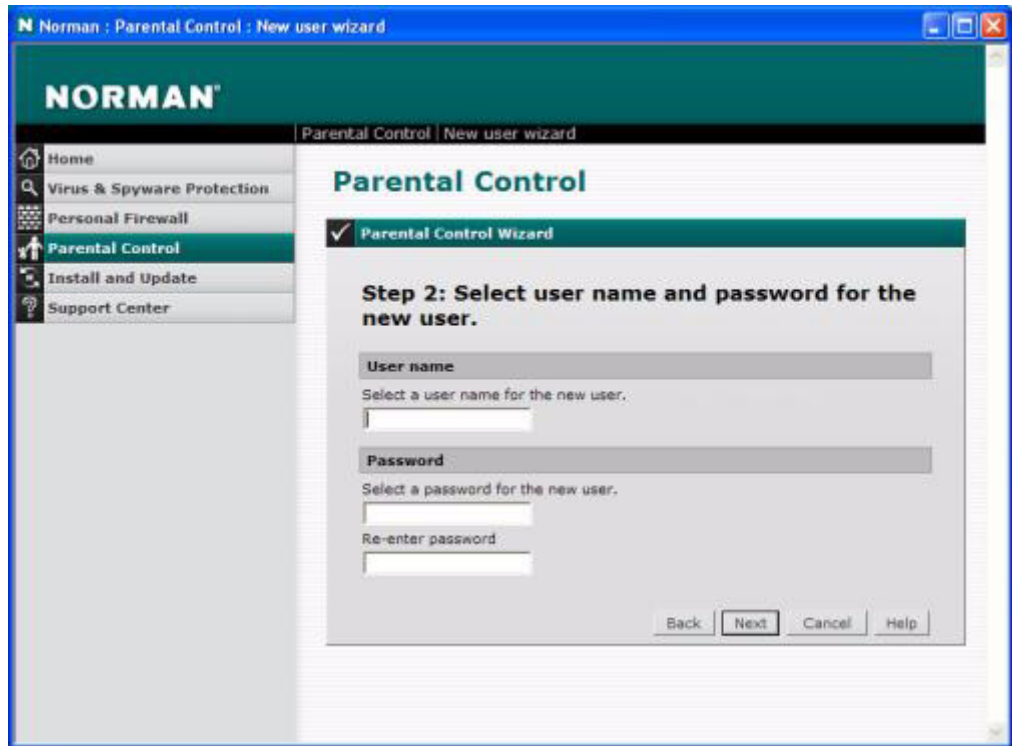 N Norman : Parental Control : New user wizard
NORMAN®
Parental Control | New user wizard
Home
Virus & Spyware Protection
Personal Firewall
Parental Control
Install and Update
Support Center
Parental Control
Parental Control Wizard
Step 2: Select user name and password for the
new user.
User name
Select a user name for the new user.
Password
Select a password for the new user.
Re-enter password
Back Next Cancel Help